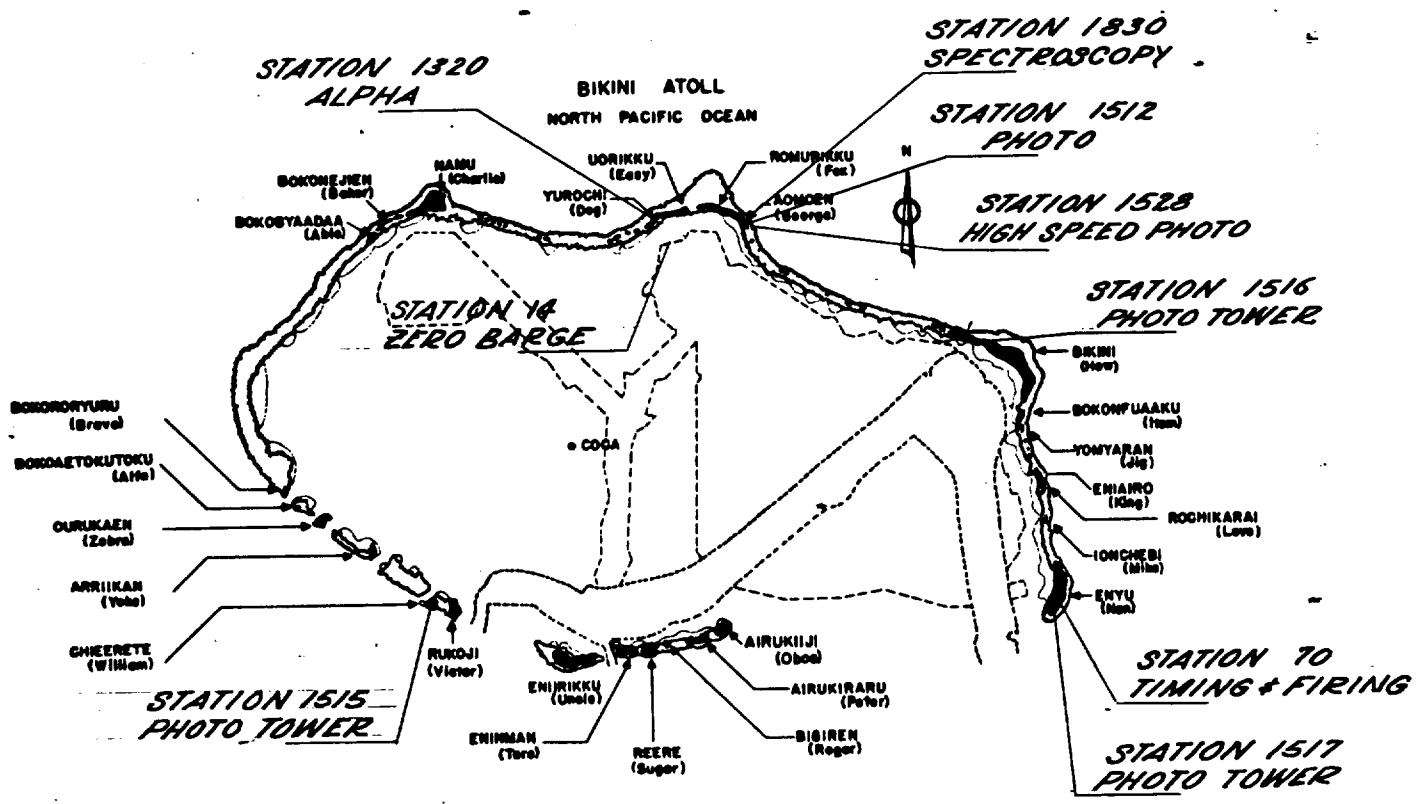 STATION 1830
SPECTROSCOPY
STATION 1320
ALPHA
BIKINI ATOLL
NORTH PACIFIC OCEAN
STATION 1512
PHOTO
N
UORIKKU
(Easy)
ROMURIKKU
(Fox)
NAMU
(Charlie)
BOKONEJIEN
(Baker)
YUROCHI
(Dog)
AOMOEN
(George)
BOKOBYAADAA
(Able)
STATION 1528
HIGH SPEED PHOTO
STATION 14
ZERO BARGE
STATION 1516
PHOTO TOWER
BIKINI
(How)
BOKORORYURU
(Bravo)
BOKONFUAAKU
(Item)
COCA
YOMYARAN
(Jig)
BOKOAETOKUTOKU
(Alfa)
ENIAIRO
(King)
ROCHIKARAI
(Love)
OURUKAEN
(Zebra)
IONCHEBI
(Mike)
ARRIIKAN
(Yoke)
ENYU
(Nan)
CHIEERETE
(William)
RUKOJI
(Victor)
AIRUKIIJI
(Oboe)
ENIIRIKKU
(Uncle)
AIRUKIRARU
(Peter)
STATION 70
TIMING & FIRING
STATION 1515
PHOTO TOWER
BIGIREN
(Roger)
ENINMAN
(Tare)
REERE
(Sugar)
STATION 1517
PHOTO TOWER